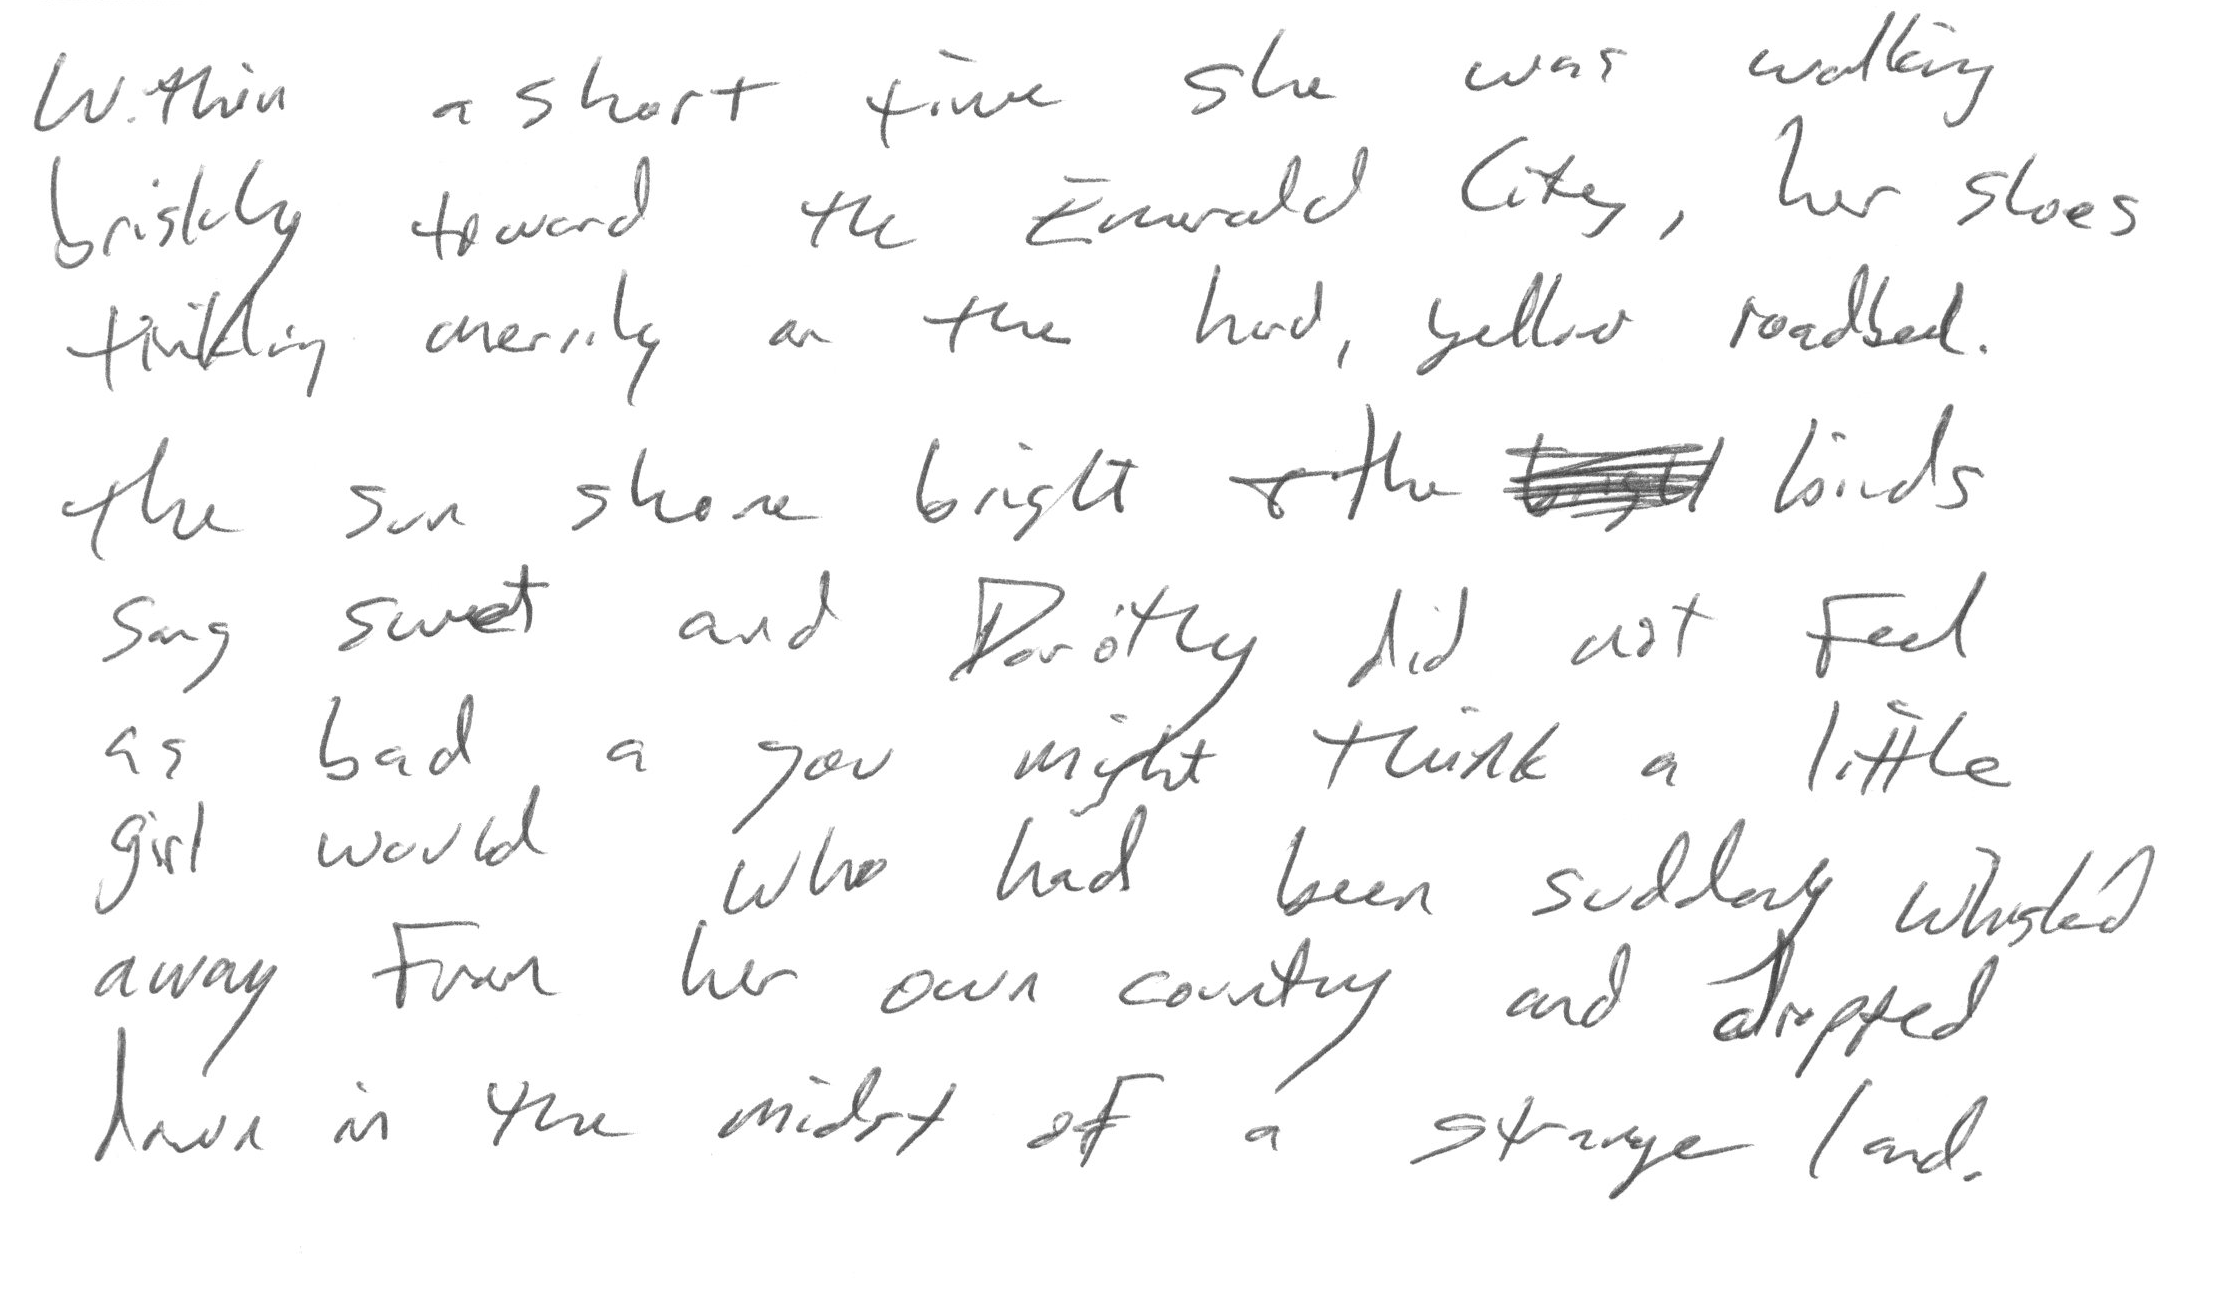 Within a short time she was walking
briskly toward the Emerald City, her shoes
tinkling merrily on the hard, yellow roadbed.
the sun shone bright & the birds
sang sweet and Dorothy did not feel
as bad a you might think a little
girl would who had been suddenly whisked
away from her own country and dropped
down in the midst of a strange land.